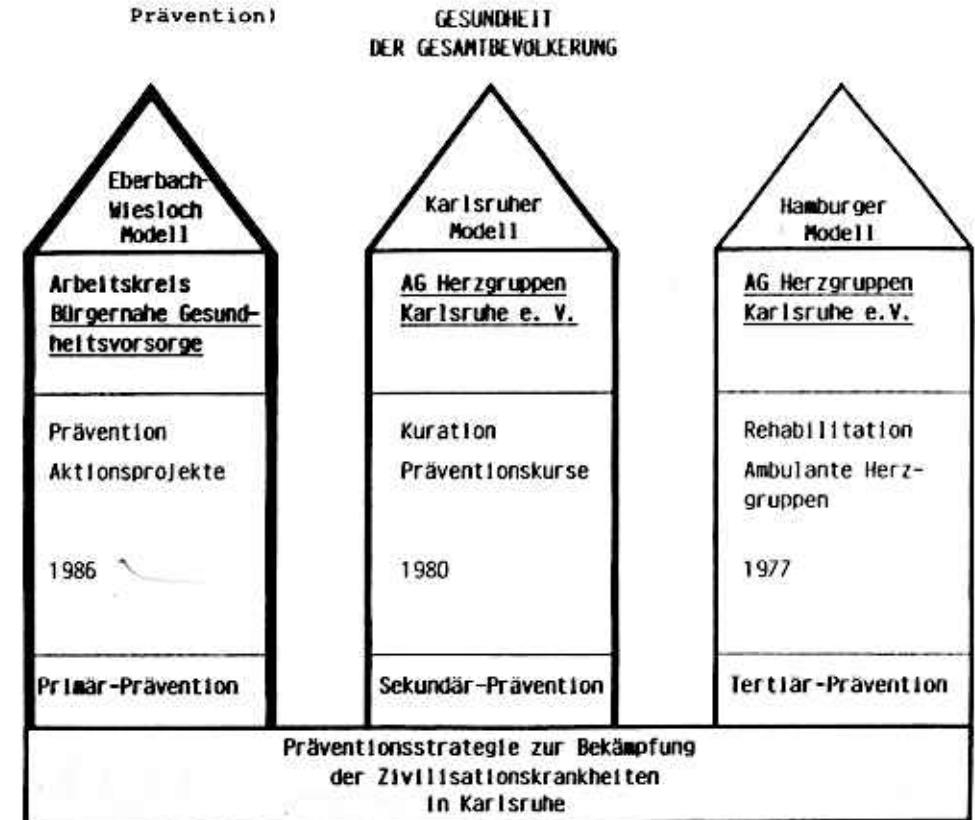 Prävention)
GESUNDHEIT
DER GESAMTBEVOLKERUNG
Eberbach-
Wiesloch
Modell
Arbeitskreis
Bürgernahe Gesund-
heitsvorsorge
Prävention
Aktionsprojekte
1986
Primär-Prävention
Karlsruher
Modell
AG Herzgruppen
Karlsruhe e. V.
Kuration
Präventionskurse
1980
Sekundär-Prävention
Hamburger
Modell
AG Herzgruppen
Karlsruhe e.V.
Rehabilitation
Ambulante Herz-
gruppen
1977
Tertiär-Prävention
Präventionsstrategie zur Bekämpfung
der Zivilisationskrankheiten
in Karlsruhe